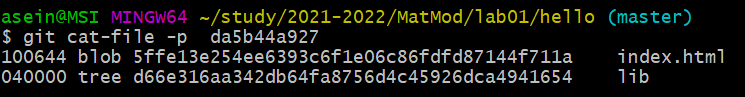 asein@MSI MINGW64 ~/study/2021-2022/MatMod/lab01/hello (master)
$ git cat-file -p  da5b44a927
100644 blob 5ffe13e254ee6393c6f1e06c86fdfd87144f711a    index.html
040000 tree d66e316aa342db64fa8756d4c45926dca4941654    lib